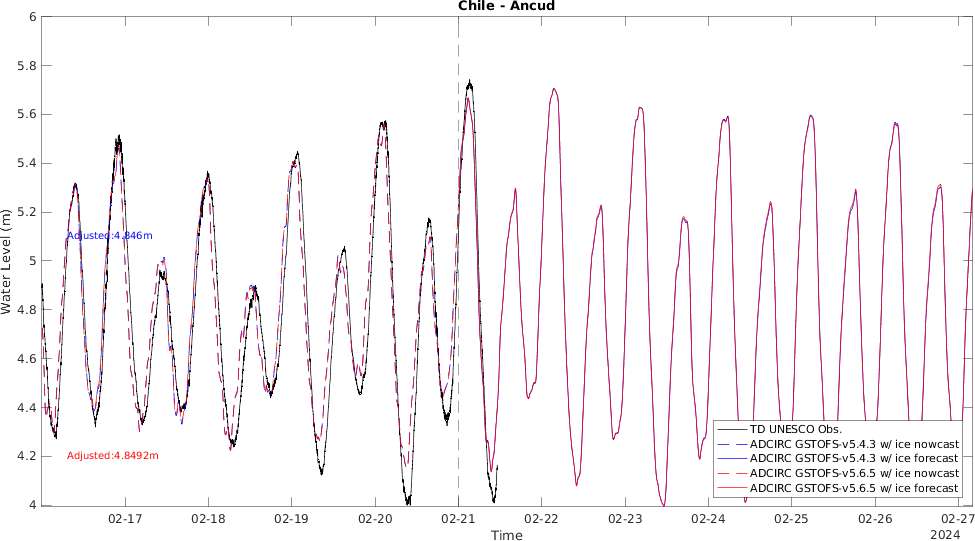 Chile - Ancud
6
5.8
5.6
5.4
5.2
5
4.8
4.6
4.4
4.2
4
Water Level (m)
Adjusted:4.846m
Adjusted:4.8492m
TD UNESCO Obs.
ADCIRC GSTOFS-v5.4.3 w/ ice nowcast
ADCIRC GSTOFS-v5.4.3 w/ ice forecast
ADCIRC GSTOFS-v5.6.5 w/ ice nowcast
ADCIRC GSTOFS-v5.6.5 w/ ice forecast
02-17 02-18 02-19 02-20 02-21 02-22 02-23 02-24 02-25 02-26 02-27
Time
2024